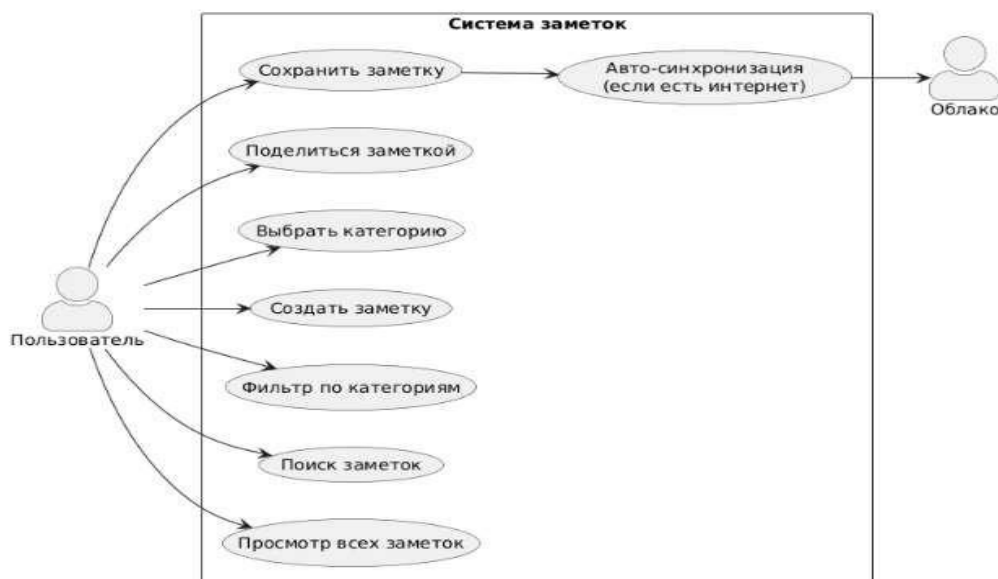 Система заметок
Сохранить заметку
Авто-синхронизация
(если есть интернет)
Облако
Поделиться заметкой
Выбрать категорию
Создать заметку
Пользователь
Фильтр по категориям
Поиск заметок
Просмотр всех заметок